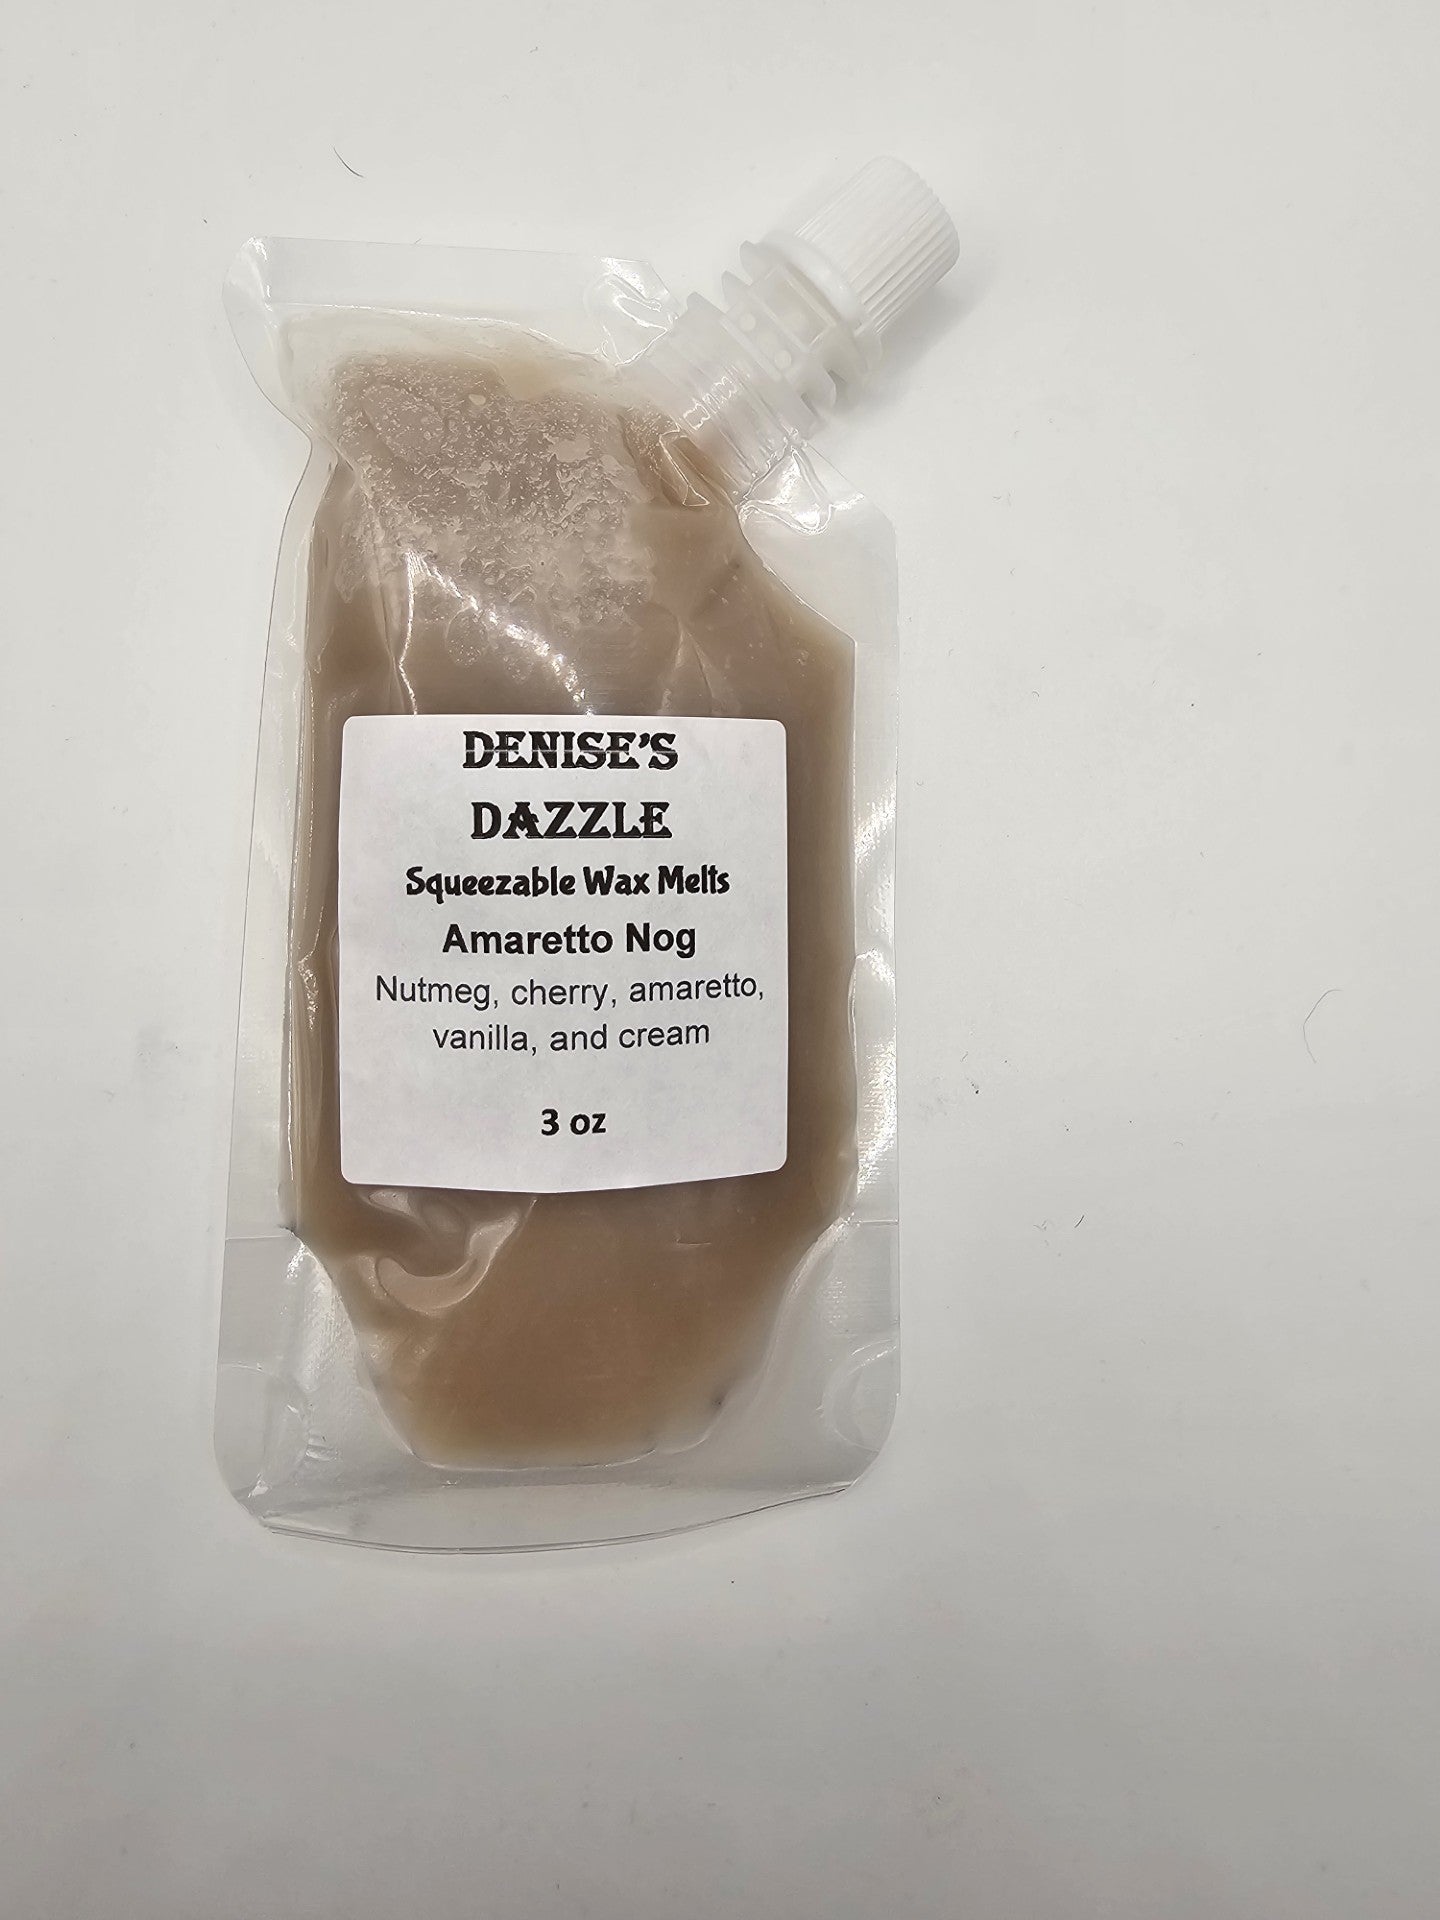 DENISE'S
DAZZLE
Squeezable Wax Melts
Amaretto Nog
Nutmeg, cherry, amaretto,
vanilla, and cream
3 oz